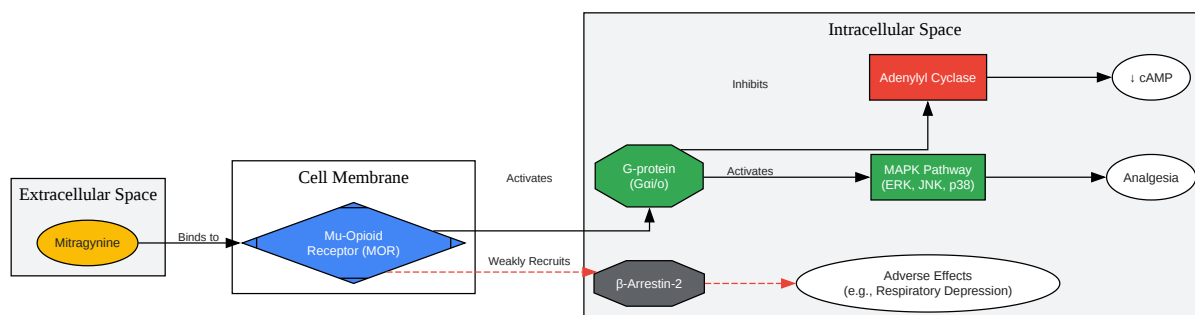 Extracellular Space
Mitragynine
Binds to
Cell Membrane
Mu-Opioid
Receptor (MOR)
Activates
Weakly Recruits
Intracellular Space
Inhibits
Adenylyl Cyclase
↓ cAMP
G-protein
(Gαi/o)
Activates
MAPK Pathway
(ERK, JNK, p38)
Analgesia
β-Arrestin-2
Adverse Effects
(e.g., Respiratory Depression)